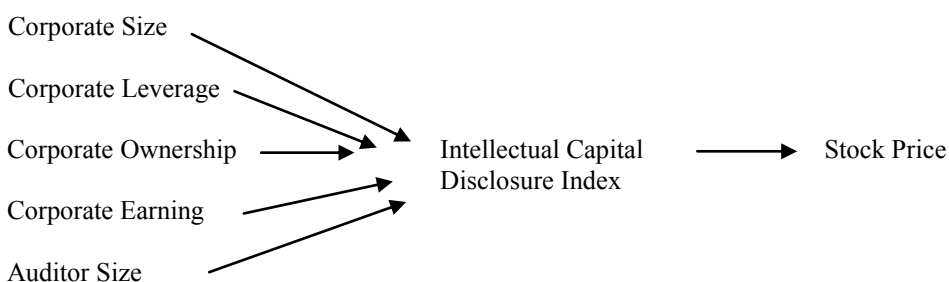 Corporate Size
Corporate Leverage
Corporate Ownership
Intellectual Capital
Disclosure Index
Stock Price
Corporate Earning
Auditor Size